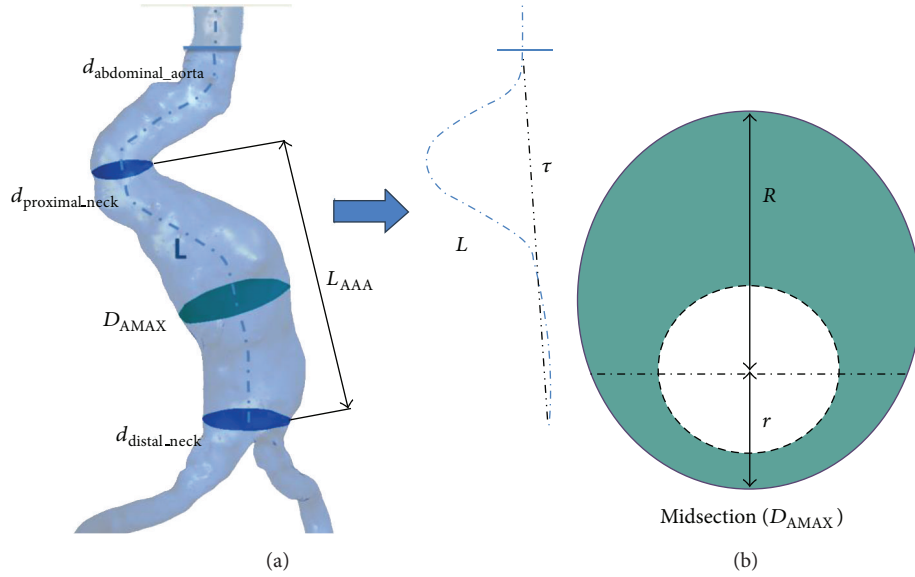 d_abdominal_aorta
d_proximal_neck
L
D_AMAX
d_distal_neck
L_AAA
τ
L
R
r
Midsection (D_AMAX)
(a)
(b)